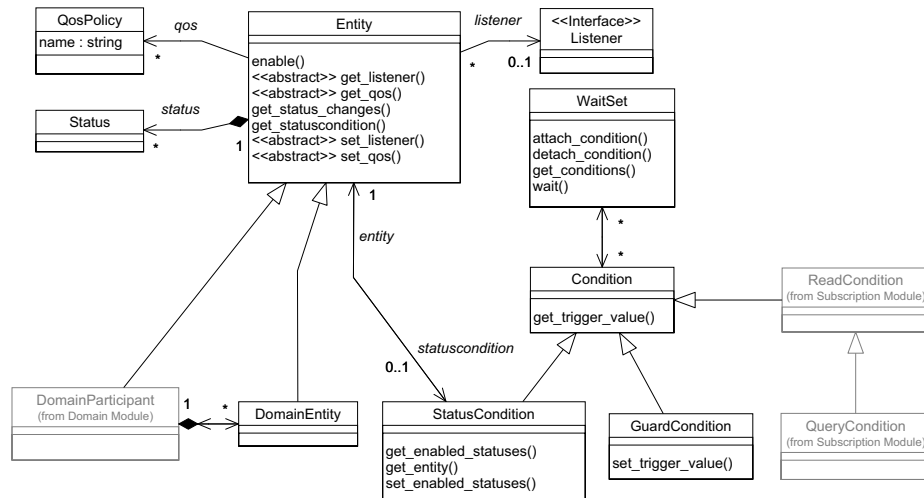 QosPolicy
name : string
qos
*
Entity
enable()
<<abstract>> get_listener()
<<abstract>> get_qos()
get_status_changes()
get_statuscondition()
<<abstract>> set_listener()
<<abstract>> set_qos()
listener
*
0..1
<<Interface>>
Listener
Status
status
*
1
WaitSet
attach_condition()
detach_condition()
get_conditions()
wait()
*
*
1
entity
statuscondition
0..1
Condition
get_trigger_value()
ReadCondition
(from Subscription Module)
DomainParticipant
(from Domain Module)
1
*
DomainEntity
StatusCondition
get_enabled_statuses()
get_entity()
set_enabled_statuses()
GuardCondition
set_trigger_value()
QueryCondition
(from Subscription Module)